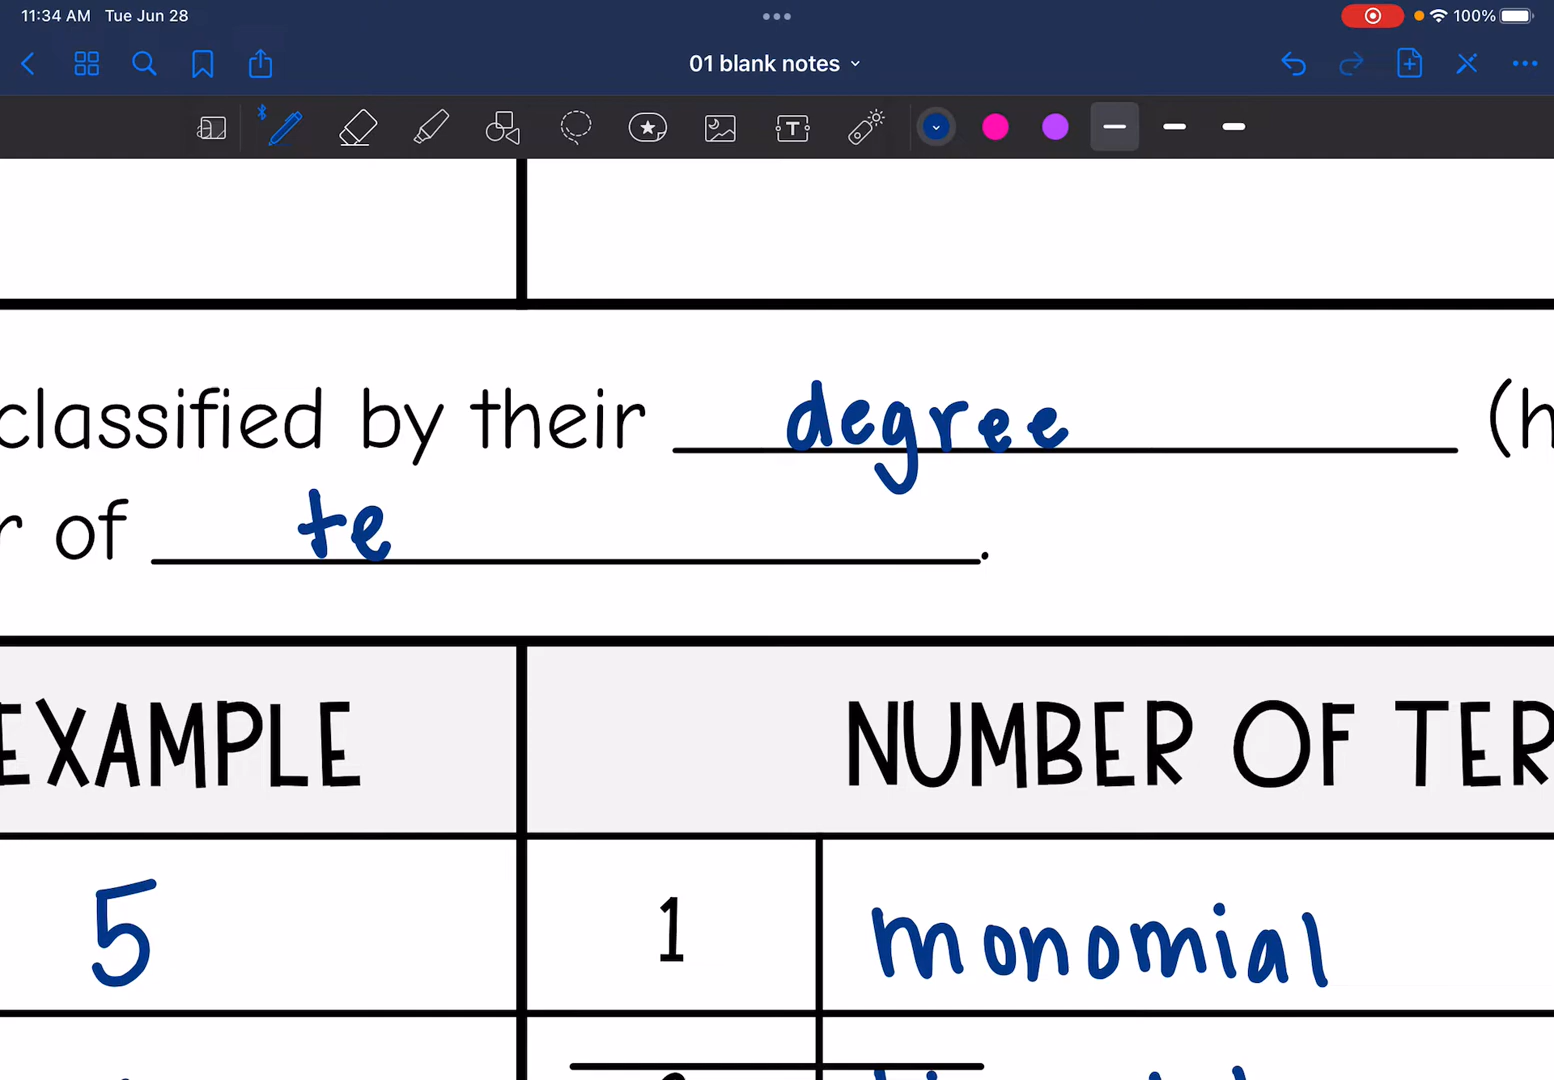 11:34 AM Tue Jun 28
100%
01 blank notes
classified by their degree (h
r of te .
EXAMPLE NUMBER OF TER
5 1 monomial